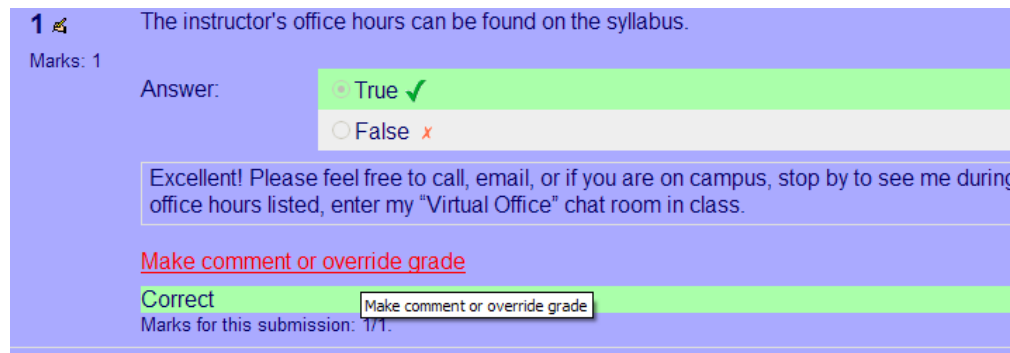 1 The instructor's office hours can be found on the syllabus.
Marks: 1
Answer: True
False
Excellent! Please feel free to call, email, or if you are on campus, stop by to see me during
office hours listed, enter my “Virtual Office” chat room in class.
Make comment or override grade
Correct
Make comment or override grade
Marks for this submission: 1/1.